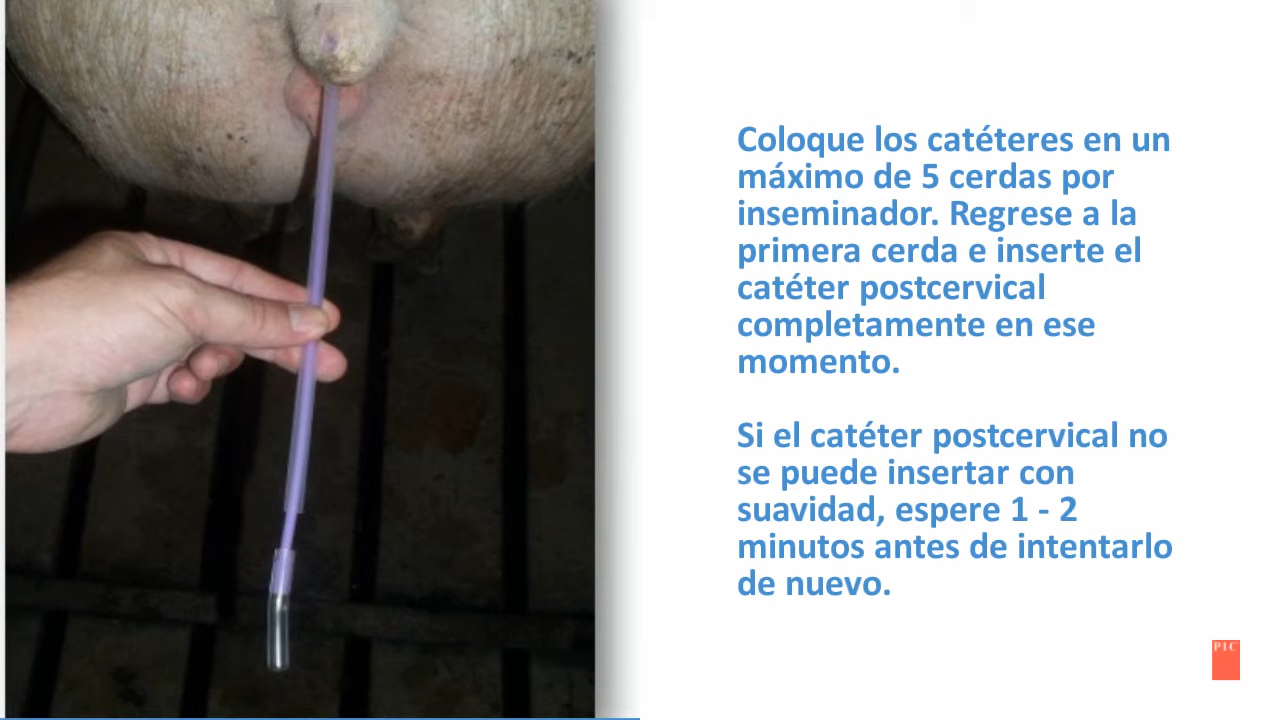 Coloque los catéteres en un
máximo de 5 cerdas por
inseminador. Regrese a la
primera cerda e inserte el
catéter postcervical
completamente en ese
momento.
Si el catéter postcervical no
se puede insertar con
suavidad, espere 1 - 2
minutos antes de intentarlo
de nuevo.
PIC